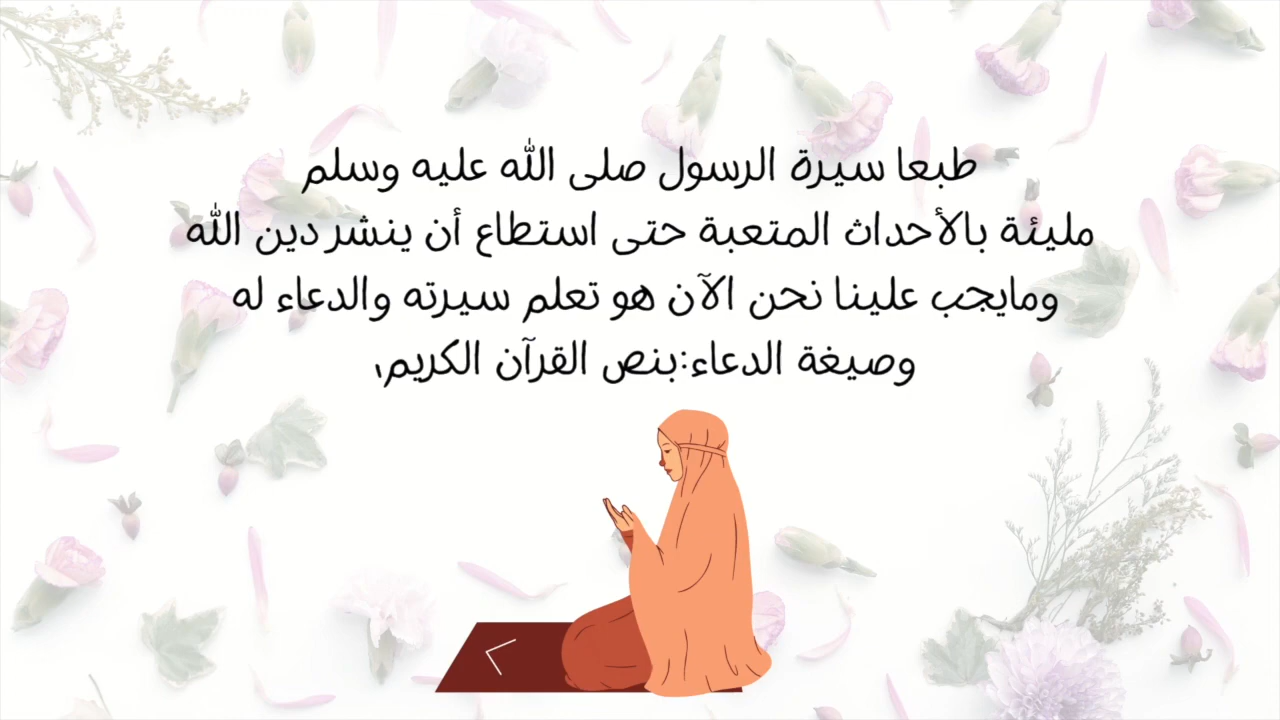 طبعا سيرة الرسول صلى الله عليه وسلم
مليئة بالأحداث المتعبة حتى استطاع أن ينشر دين الله
ومايجب علينا نحن الآن هو تعلم سيرته والدعاء له
وصيغة الدعاء:بنص القرآن الكريم،